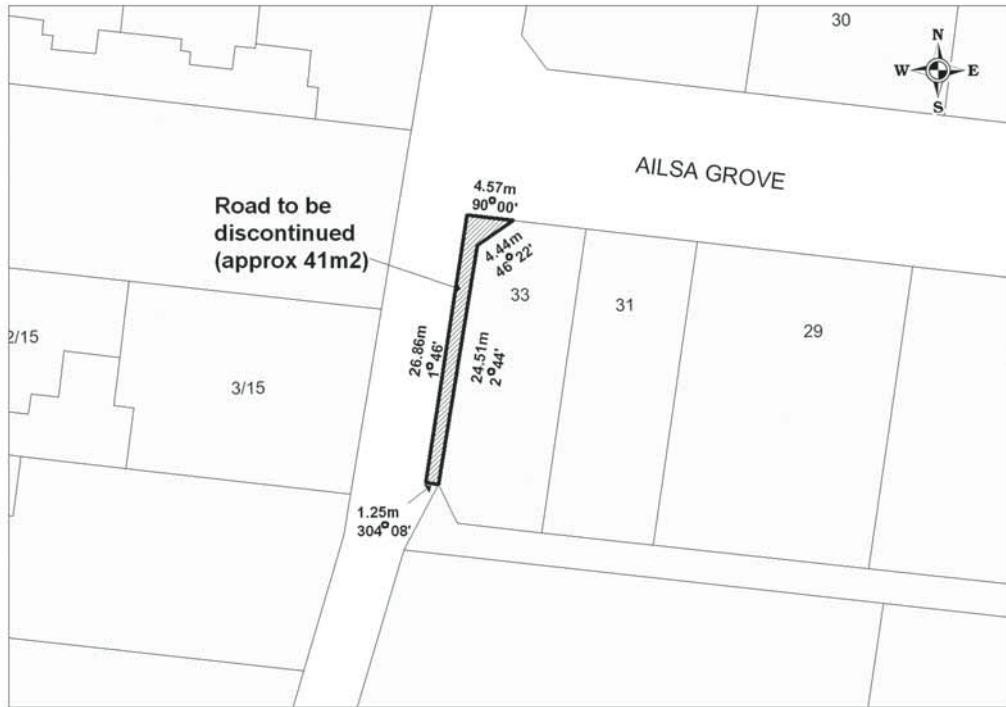 30
N
W E
S
AILSA GROVE
4.57m
90°00'
Road to be
discontinued
(approx 41m2)
4.44m
46°22'
33
31
29
2/15
3/15
26.86m
1°46'
24.51m
2°44'
1.25m
304°08'